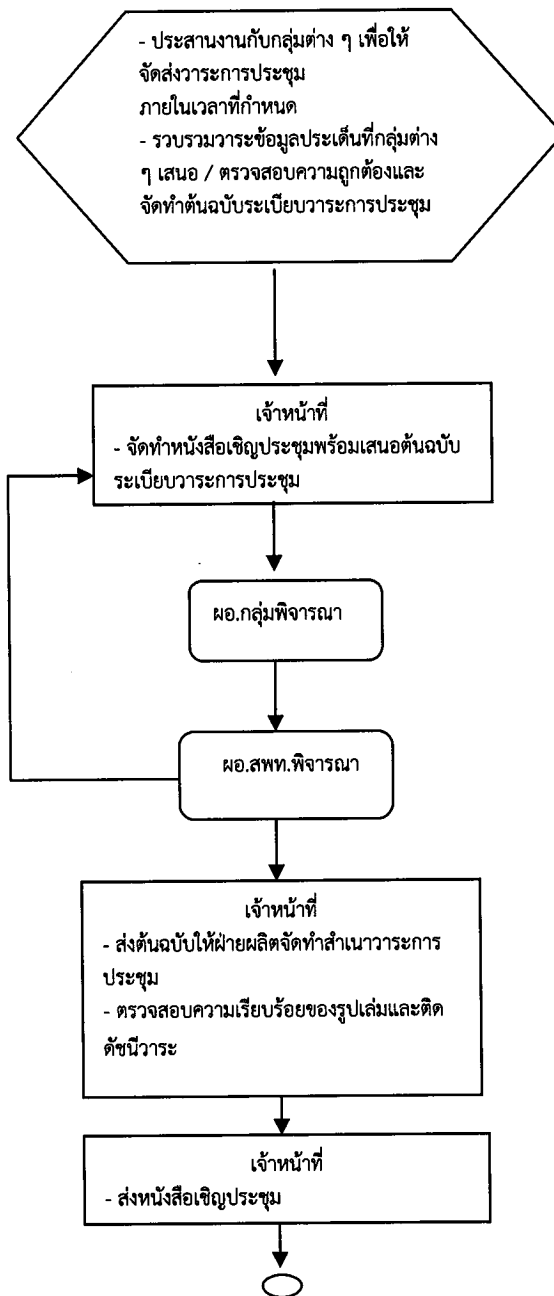 - ประสานงานกับกลุ่มต่าง ๆ เพื่อให้
จัดส่งวาระการประชุม
ภายในเวลาที่กำหนด
- รวบรวมวาระข้อมูลประเด็นที่กลุ่มต่าง
ๆ เสนอ / ตรวจสอบความถูกต้องและ
จัดทำต้นฉบับระเบียบวาระการประชุม
เจ้าหน้าที่
- จัดทำหนังสือเชิญประชุมพร้อมเสนอต้นฉบับ
ระเบียบวาระการประชุม
ผอ.กลุ่มพิจารณา
ผอ.สพท.พิจารณา
เจ้าหน้าที่
- ส่งต้นฉบับให้ฝ่ายผลิตจัดทำสำเนาวาระการ
ประชุม
- ตรวจสอบความเรียบร้อยของรูปเล่มและติด
ดัชนีวาระ
เจ้าหน้าที่
- ส่งหนังสือเชิญประชุม